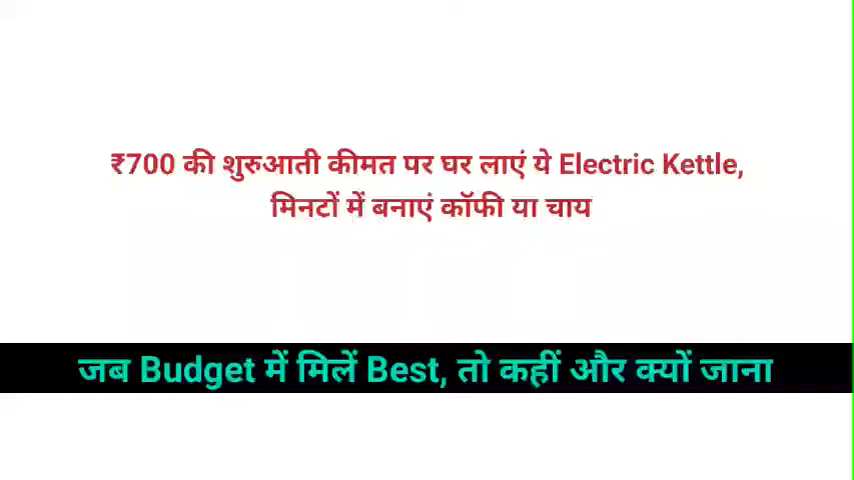 ₹700 की शुरुआती कीमत पर घर लाएं ये Electric Kettle,
मिनटों में बनाएं कॉफी या चाय
जब Budget में मिलें Best, तो कहीं और क्यों जाना